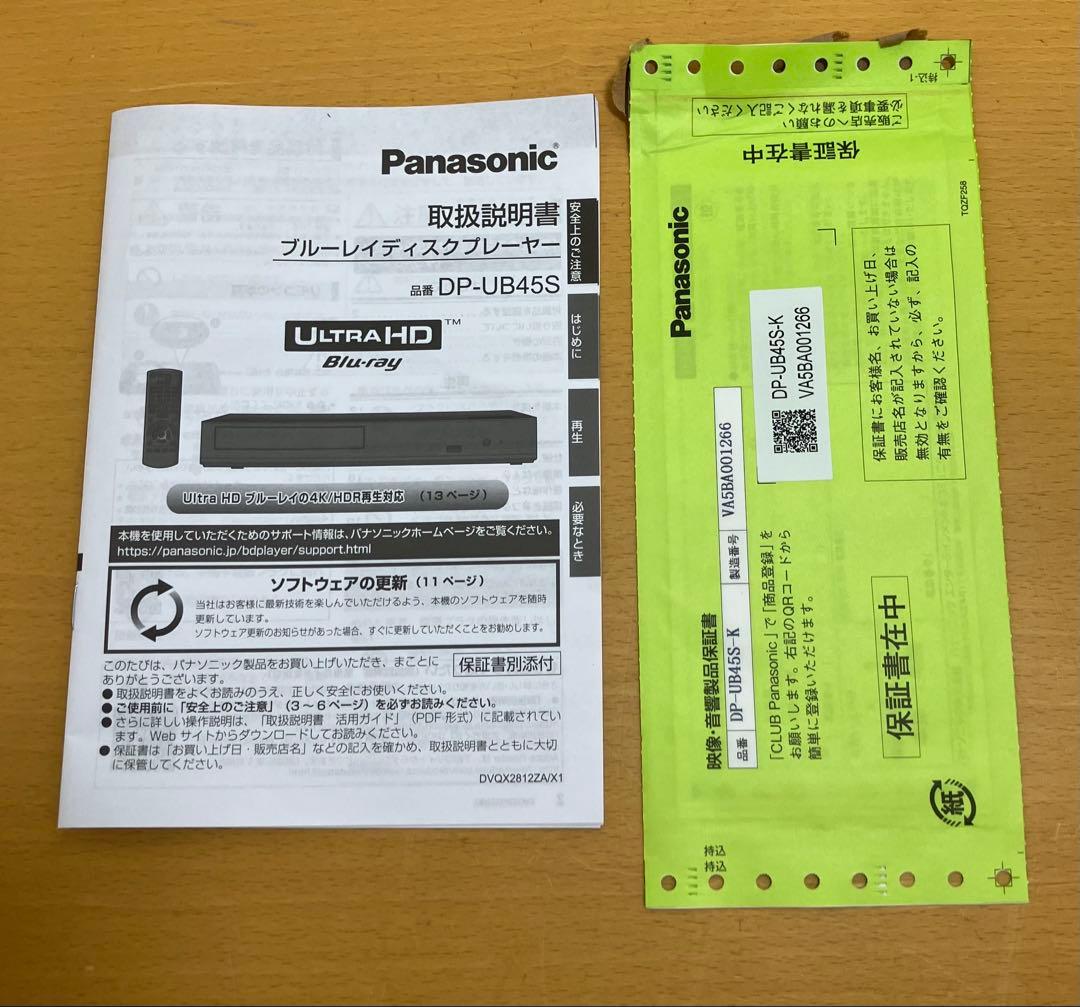 Panasonic®
取扱説明書
ブルーレイディスクプレーヤー
品番 DP-UB45S
ULTRA HD™
Blu-ray
Ultra HD ブルーレイの4K/HDR再生対応 (13ページ)
本機を使用していただくためのサポート情報は、パナソニックホームページをご覧ください。
https://panasonic.jp/bdplayer/support.html
ソフトウェアの更新 (11ページ)
当社はお客様に最新技術を楽しんでいただけるよう、本機のソフトウェアを随時
更新しています。
ソフトウェア更新のお知らせがあった場合、すぐに更新していただくことをお勧めします。
このたびは、パナソニック製品をお買い上げいただき、まことに
ありがとうございます。
保証書別添付
● 取扱説明書をよくお読みのうえ、正しく安全にお使いください。
● ご使用前に「安全上のご注意」(3～6ページ)を必ずお読みください。
● さらに詳しい操作説明は、「取扱説明書 活用ガイド」(PDF 形式)に記載されてい
ます。Web サイトからダウンロードしてお読みください。
● 保証書は「お買い上げ日・販売店名」などの記入を確かめ、取扱説明書とともに大切
に保管してください。
DVQX2812ZA/X1
安全上のご注意
はじめに
再生
必要なとき
持込-1
ご販売店へのお願い
必要事項を漏れなくご記入ください
保証書在中
TQZF258
Panasonic
保証書にお客様名、お買い上げ日、
販売店名が記入されていない場合は
無効となりますから、必ず、記入の
有無をご確認ください。
DP-UB45S-K
VA5BA001266
映像・音響製品保証書
品番 DP-UB45S-K 製造番号 VA5BA001266
「CLUB Panasonic」で「商品登録」を
お願いします。右記のQRコードから
簡単に登録いただけます。
保証書在中
紙
持込
持込